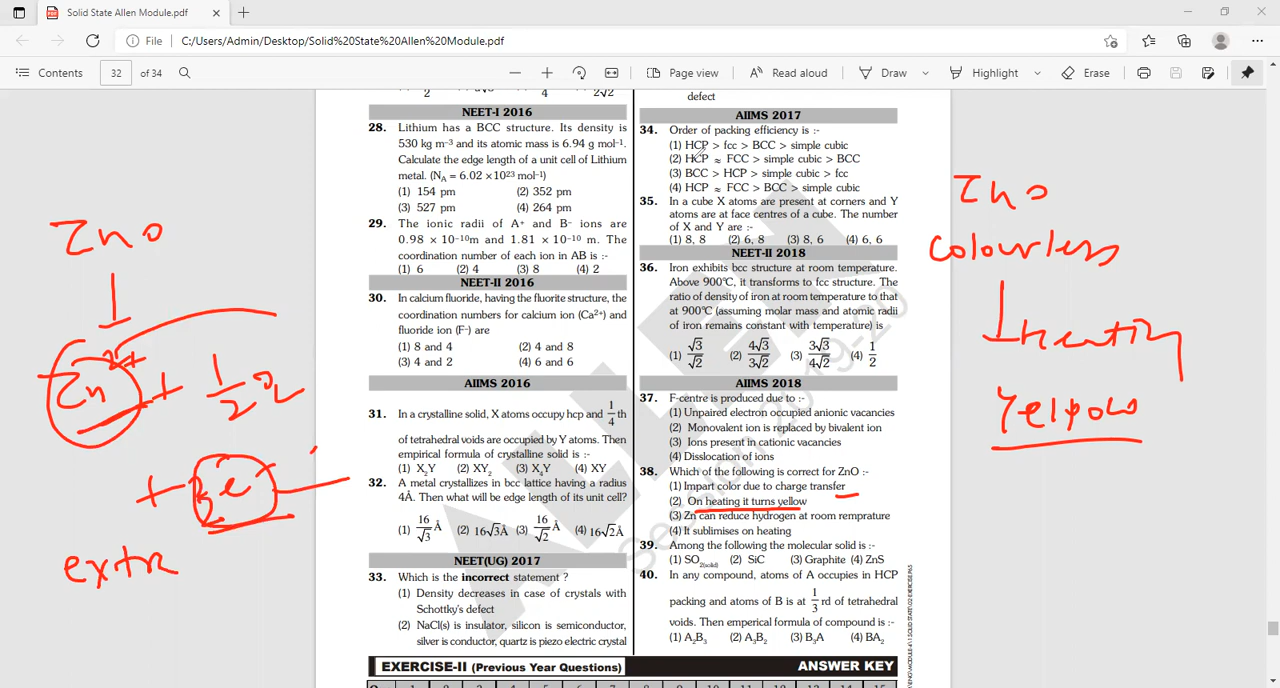 Solid State Allen Module.pdf
File
C:/Users/Admin/Desktop/Solid%20State%20Allen%20Module.pdf
Contents
32
of 34
Page view
Read aloud
Draw
Highlight
Erase
2
4
2√2
NEET-I 2016
28. Lithium has a BCC structure. Its density is
530 kg m⁻³ and its atomic mass is 6.94 g mol⁻¹.
Calculate the edge length of a unit cell of Lithium
metal. (N_A = 6.02 × 10²³ mol⁻¹)
(1) 154 pm (2) 352 pm
(3) 527 pm (4) 264 pm
29. The ionic radii of A⁺ and B⁻ ions are
0.98 × 10⁻¹⁰m and 1.81 × 10⁻¹⁰ m. The
coordination number of each ion in AB is :-
(1) 6 (2) 4 (3) 8 (4) 2
NEET-II 2016
30. In calcium fluoride, having the fluorite structure, the
coordination numbers for calcium ion (Ca²⁺) and
fluoride ion (F⁻) are
(1) 8 and 4 (2) 4 and 8
(3) 4 and 2 (4) 6 and 6
AIIMS 2016
31. In a crystalline solid, X atoms occupy hcp and 1/4 th
of tetrahedral voids are occupied by Y atoms. Then
empirical formula of crystalline solid is :-
(1) X₂Y (2) XY₂ (3) X₄Y (4) XY
32. A metal crystallizes in bcc lattice having a radius
4Å. Then what will be edge length of its unit cell?
(1) 16/√3 Å (2) 16√3Å (3) 16/√2 Å (4) 16√2Å
NEET(UG) 2017
33. Which is the incorrect statement ?
(1) Density decreases in case of crystals with
Schottky's defect
(2) NaCl(s) is insulator, silicon is semiconductor,
silver is conductor, quartz is piezo electric crystal
defect
AIIMS 2017
34. Order of packing efficiency is :-
(1) HCP > fcc > BCC > simple cubic
(2) HCP ≈ FCC > simple cubic > BCC
(3) BCC > HCP > simple cubic > fcc
(4) HCP ≈ FCC > BCC > simple cubic
35. In a cube X atoms are present at corners and Y
atoms are at face centres of a cube. The number
of X and Y are :-
(1) 8, 8 (2) 6, 8 (3) 8, 6 (4) 6, 6
NEET-II 2018
36. Iron exhibits bcc structure at room temperature.
Above 900°C, it transforms to fcc structure. The
ratio of density of iron at room temperature to that
at 900°C (assuming molar mass and atomic radii
of iron remains constant with temperature) is
(1) √3/√2 (2) 4√3/3√2 (3) 3√3/4√2 (4) 1/2
AIIMS 2018
37. F-centre is produced due to :-
(1) Unpaired electron occupied anionic vacancies
(2) Monovalent ion is replaced by bivalent ion
(3) Ions present in cationic vacancies
(4) Disslocation of ions
38. Which of the following is correct for ZnO :-
(1) Impart color due to charge transfer
(2) On heating it turns yellow
(3) Zn can reduce hydrogen at room remprature
(4) It sublimises on heating
39. Among the following the molecular solid is :-
(1) SO₂(solid) (2) SiC (3) Graphite (4) ZnS
40. In any compound, atoms of A occupies in HCP
packing and atoms of B is at 1/3 rd of tetrahedral
voids. Then emperical formula of compound is :-
(1) A₂B₃ (2) A₃B₂ (3) B₃A (4) BA₂
EXERCISE-II (Previous Year Questions) ANSWER KEY
ALLEN
Session 2019-20
ZnO
Zn²⁺ + 1/2 O₂
+ 2e⁻
extr
ZnO
colourless
Heating
Yellow